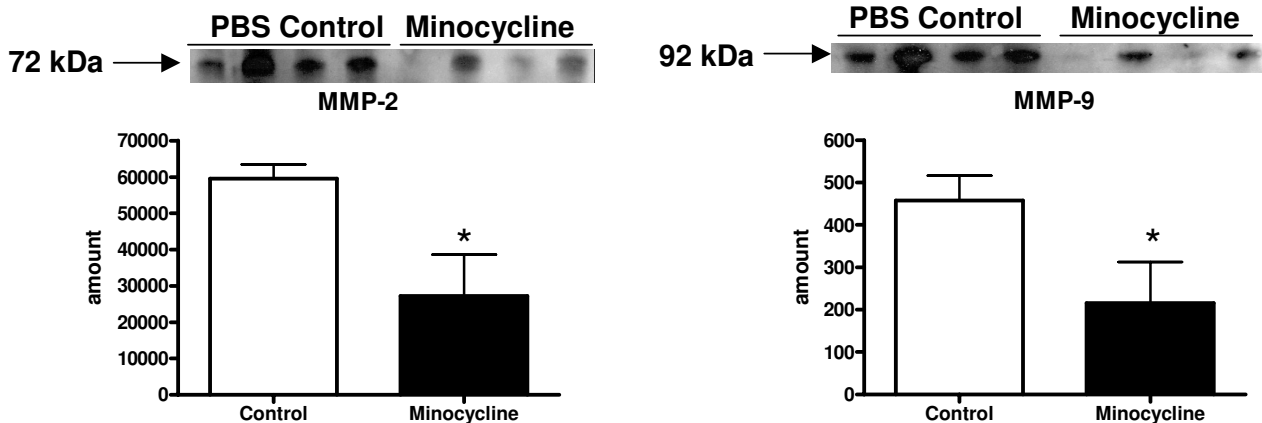 PBS Control Minocycline
72 kDa
MMP-2
70000
60000
50000
40000
30000
20000
10000
0
amount
*
Control Minocycline
PBS Control Minocycline
92 kDa
MMP-9
600
500
400
300
200
100
0
amount
*
Control Minocycline